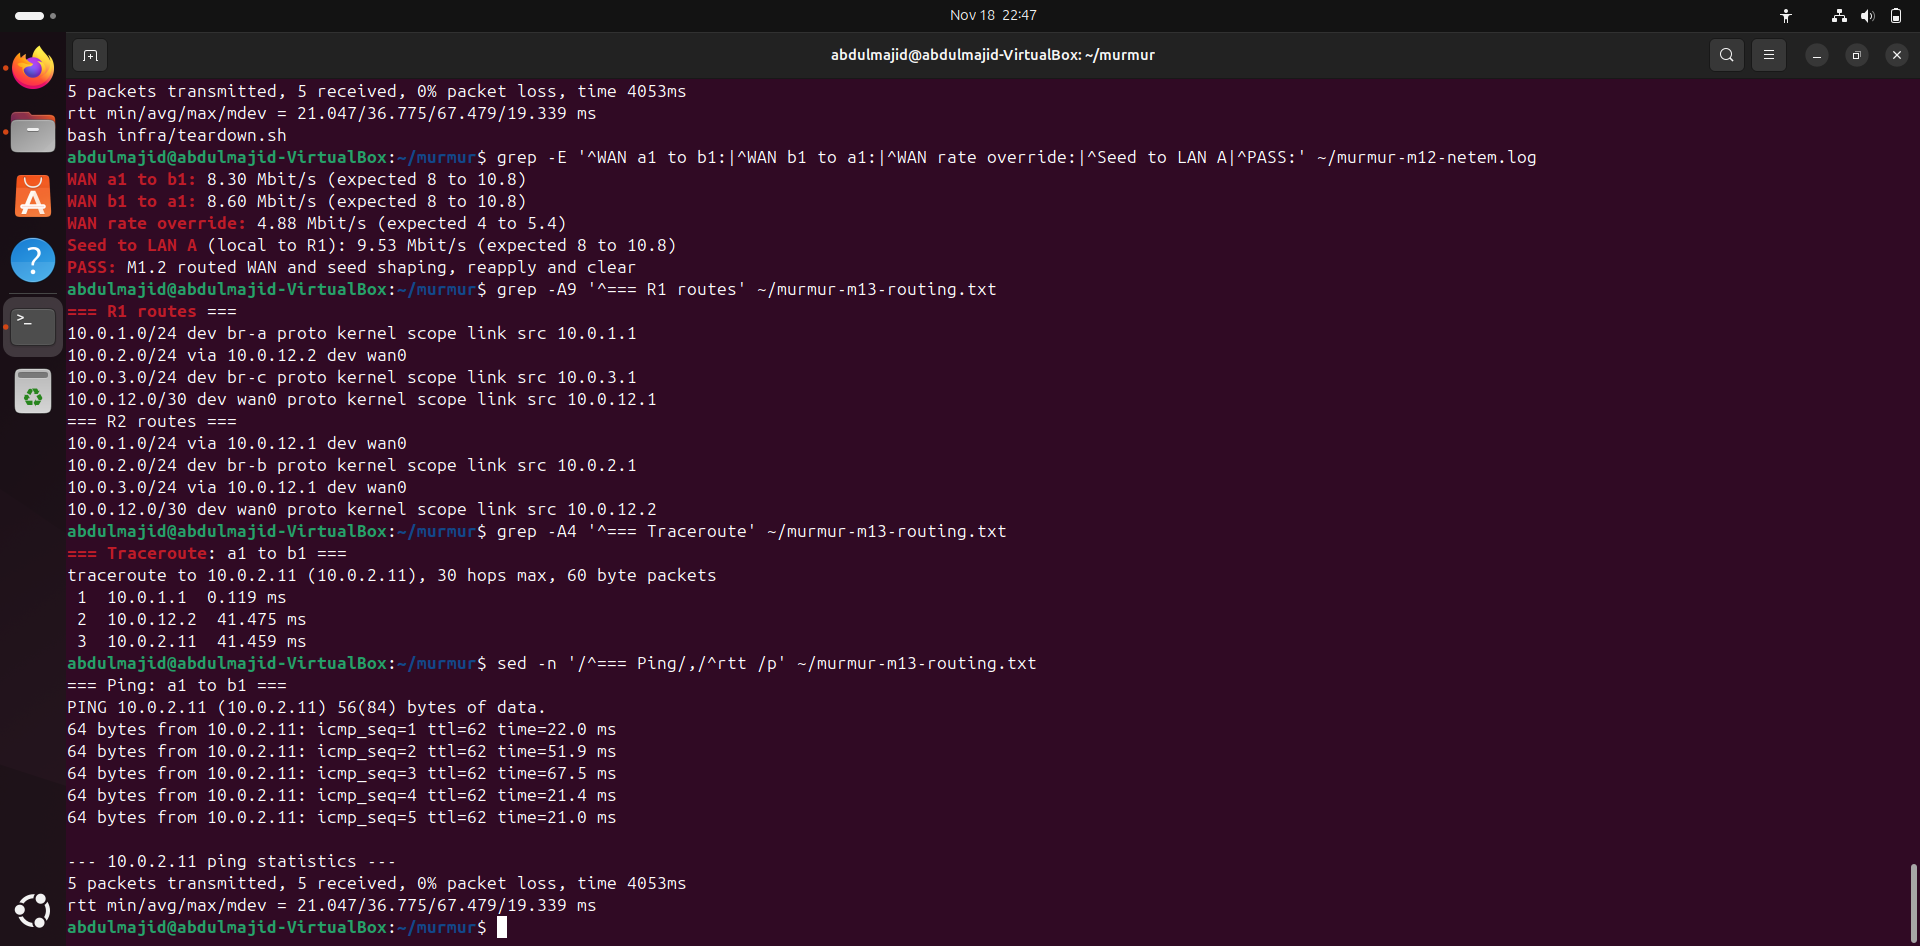 Nov 18 22:47
abdulmajid@abdulmajid-VirtualBox: ~/murmur
5 packets transmitted, 5 received, 0% packet loss, time 4053ms
rtt min/avg/max/mdev = 21.047/36.775/67.479/19.339 ms
bash infra/teardown.sh
abdulmajid@abdulmajid-VirtualBox:~/murmur$ grep -E '^WAN a1 to b1:|^WAN b1 to a1:|^WAN rate override:|^Seed to LAN A|^PASS:' ~/murmur-m12-netem.log
WAN a1 to b1: 8.30 Mbit/s (expected 8 to 10.8)
WAN b1 to a1: 8.60 Mbit/s (expected 8 to 10.8)
WAN rate override: 4.88 Mbit/s (expected 4 to 5.4)
Seed to LAN A (local to R1): 9.53 Mbit/s (expected 8 to 10.8)
PASS: M1.2 routed WAN and seed shaping, reapply and clear
abdulmajid@abdulmajid-VirtualBox:~/murmur$ grep -A9 '^=== R1 routes' ~/murmur-m13-routing.txt
=== R1 routes ===
10.0.1.0/24 dev br-a proto kernel scope link src 10.0.1.1
10.0.2.0/24 via 10.0.12.2 dev wan0
10.0.3.0/24 dev br-c proto kernel scope link src 10.0.3.1
10.0.12.0/30 dev wan0 proto kernel scope link src 10.0.12.1
=== R2 routes ===
10.0.1.0/24 via 10.0.12.1 dev wan0
10.0.2.0/24 dev br-b proto kernel scope link src 10.0.2.1
10.0.3.0/24 via 10.0.12.1 dev wan0
10.0.12.0/30 dev wan0 proto kernel scope link src 10.0.12.2
abdulmajid@abdulmajid-VirtualBox:~/murmur$ grep -A4 '^=== Traceroute' ~/murmur-m13-routing.txt
=== Traceroute: a1 to b1 ===
traceroute to 10.0.2.11 (10.0.2.11), 30 hops max, 60 byte packets
1  10.0.1.1  0.119 ms
2  10.0.12.2  41.475 ms
3  10.0.2.11  41.459 ms
abdulmajid@abdulmajid-VirtualBox:~/murmur$ sed -n '/^=== Ping/,/^rtt /p' ~/murmur-m13-routing.txt
=== Ping: a1 to b1 ===
PING 10.0.2.11 (10.0.2.11) 56(84) bytes of data.
64 bytes from 10.0.2.11: icmp_seq=1 ttl=62 time=22.0 ms
64 bytes from 10.0.2.11: icmp_seq=2 ttl=62 time=51.9 ms
64 bytes from 10.0.2.11: icmp_seq=3 ttl=62 time=67.5 ms
64 bytes from 10.0.2.11: icmp_seq=4 ttl=62 time=21.4 ms
64 bytes from 10.0.2.11: icmp_seq=5 ttl=62 time=21.0 ms
--- 10.0.2.11 ping statistics ---
5 packets transmitted, 5 received, 0% packet loss, time 4053ms
rtt min/avg/max/mdev = 21.047/36.775/67.479/19.339 ms
abdulmajid@abdulmajid-VirtualBox:~/murmur$